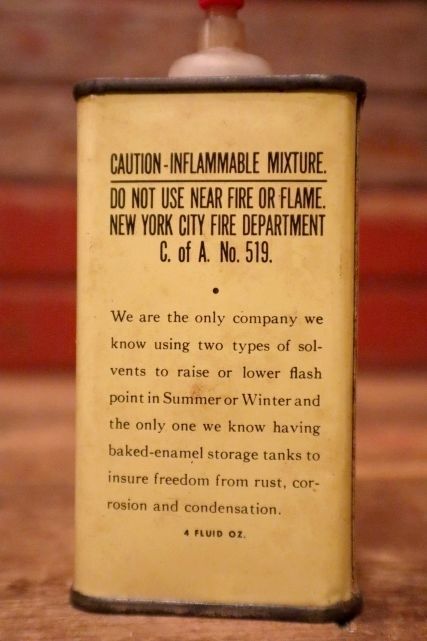 CAUTION-INFLAMMABLE MIXTURE.
DO NOT USE NEAR FIRE OR FLAME.
NEW YORK CITY FIRE DEPARTMENT
C. of A. No. 519.
•
We are the only company we
know using two types of sol-
vents to raise or lower flash
point in Summer or Winter and
the only one we know having
baked-enamel storage tanks to
insure freedom from rust, cor-
rosion and condensation.
4 FLUID OZ.